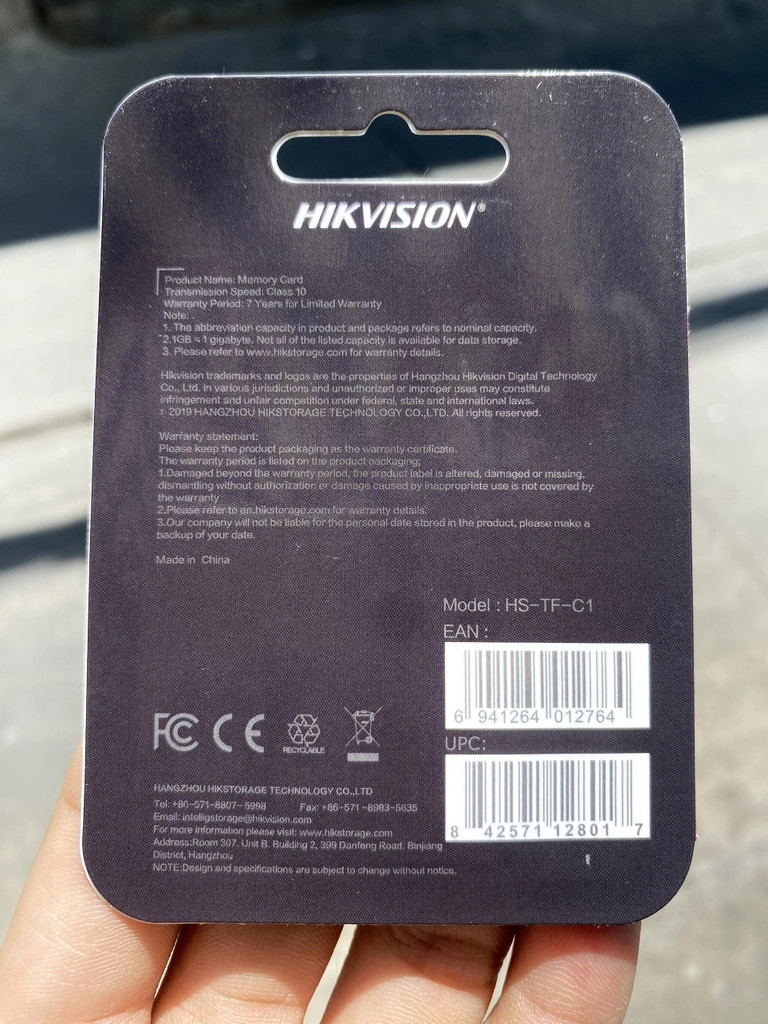 HIKVISION®
Product Name: Memory Card
Transmission Speed: Class 10
Warranty Period: 7 Years for Limited Warranty
Note: .
1. The abbreviation capacity in product and package refers to nominal capacity.
2.1GB = 1 gigabyte. Not all of the listed capacity is available for data storage.
3. Please refer to www.hikstorage.com for warranty details.
Hikvision trademarks and logos are the properties of Hangzhou Hikvision Digital Technology
Co., Ltd. in various jurisdictions and unauthorized or improper uses may constitute
infringement and unfair competition under federal, state and international laws.
© 2019 HANGZHOU HIKSTORAGE TECHNOLOGY CO.,LTD. All rights reserved.
Warranty statement:
Please keep the product packaging as the warranty certificate.
The warranty period is listed on the product packaging;
1.Damaged beyond the warranty period, the product label is altered, damaged or missing,
dismantling without authorization or damage caused by inappropriate use is not covered by
the warranty
2.Please refer to en.hikstorage.com for warranty details.
3.Our company will not be liable for the personal date stored in the product, please make a
backup of your date.
Made in China
Model : HS-TF-C1
EAN :
6 941264 012764
UPC:
8 42571 12801 7
FC CE
RECYCLABLE
HANGZHOU HIKSTORAGE TECHNOLOGY CO.,LTD
Tel: +86-571-8807-5998 Fax: +86-571-8993-5635
Email: intelligstorage@hikvision.com
For more information please visit: www.hikstorage.com
Address:Room 307, Unit B, Building 2, 399 Danfeng Road, Binjiang
District, Hangzhou
NOTE:Design and specifications are subject to change without notice.